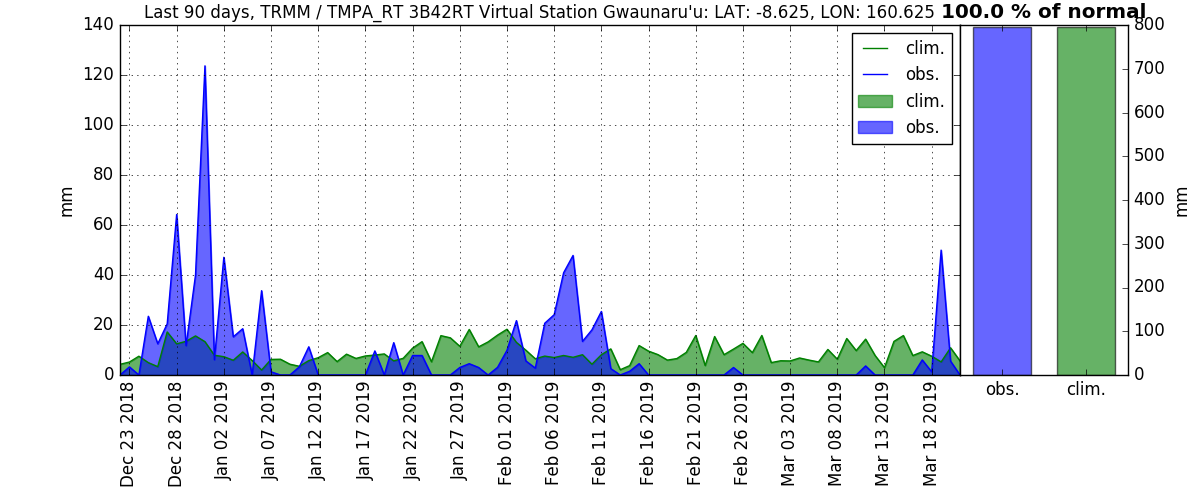 Last 90 days, TRMM / TMPA_RT 3B42RT Virtual Station Gwaunaru'u: LAT: -8.625, LON: 160.625 100.0 % of normal
140
120
100
80
60
40
20
0
mm
clim.
obs.
clim.
obs.
800
700
600
500
400
300
200
100
0
mm
obs. clim.
Dec 23 2018
Dec 28 2018
Jan 02 2019
Jan 07 2019
Jan 12 2019
Jan 17 2019
Jan 22 2019
Jan 27 2019
Feb 01 2019
Feb 06 2019
Feb 11 2019
Feb 16 2019
Feb 21 2019
Feb 26 2019
Mar 03 2019
Mar 08 2019
Mar 13 2019
Mar 18 2019